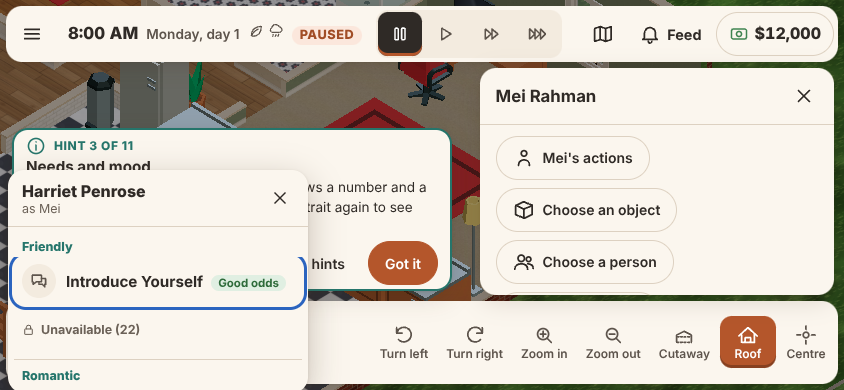 8:00 AM Monday, day 1 PAUSED
Feed
$12,000
Mei Rahman
Mei's actions
Choose an object
Choose a person
HINT 3 OF 11
Needs and mood
ws a number and a
trait again to see
hints
Got it
Harriet Penrose
as Mei
Friendly
Introduce Yourself Good odds
Unavailable (22)
Romantic
Turn left
Turn right
Zoom in
Zoom out
Cutaway
Roof
Centre